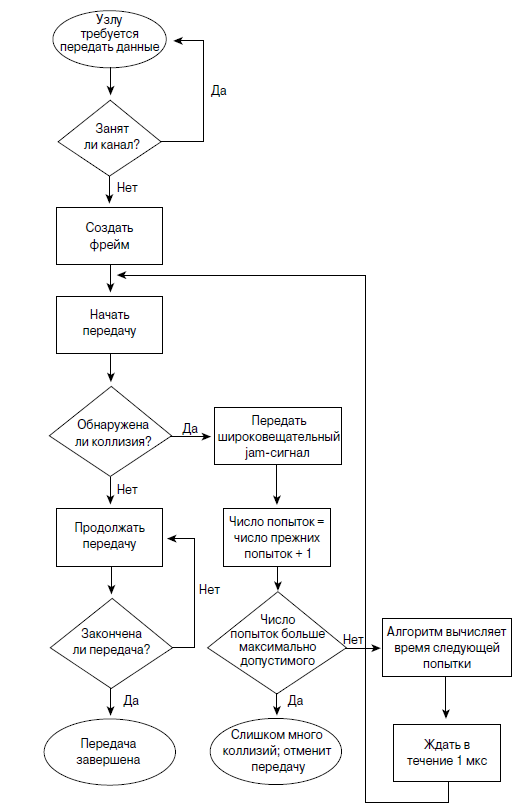 Узлу
требуется
передать данные
Да
Занят
ли канал?
Нет
Создать
фрейм
Начать
передачу
Обнаружена
ли коллизия?
Да
Передать
широковещательный
jam-сигнал
Нет
Продолжать
передачу
Число попыток =
число прежних
попыток + 1
Нет
Закончена
ли передача?
Число
попыток больше
максимально
допустимого
Нет
Алгоритм вычисляет
время следующей
попытки
Да
Да
Передача
завершена
Слишком много
коллизий; отменит
передачу
Ждать в
течение 1 мкс